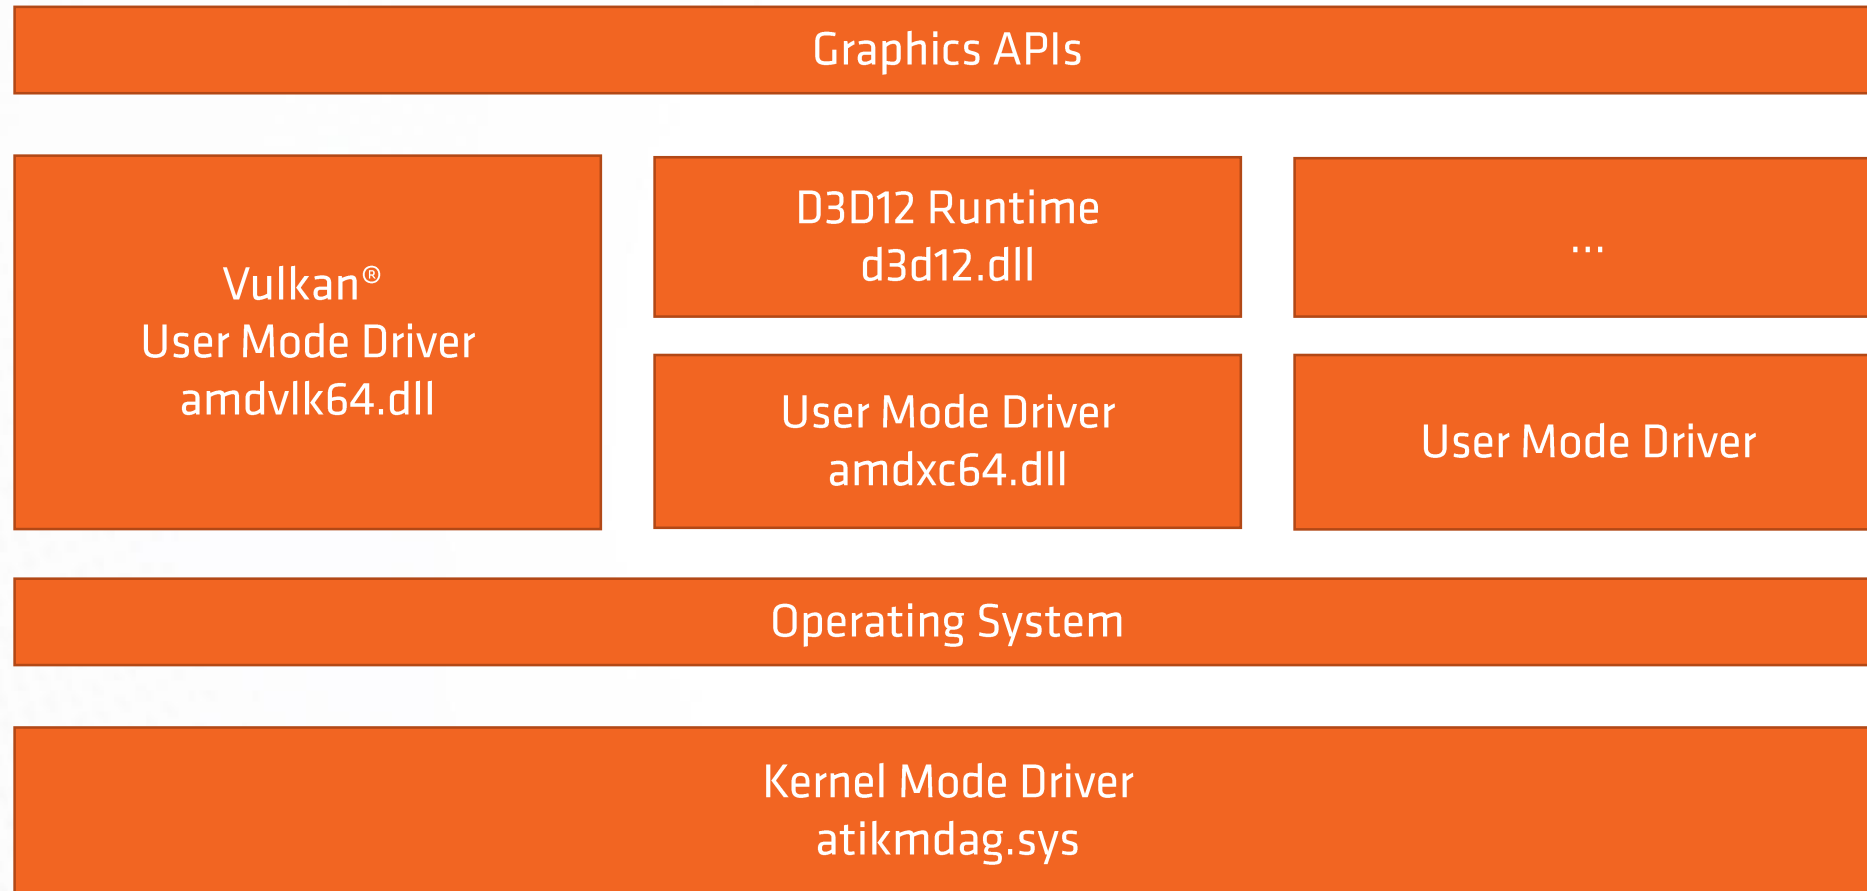 Graphics APIs
Vulkan®
User Mode Driver
amdvlk64.dll
D3D12 Runtime
d3d12.dll
...
User Mode Driver
amdxc64.dll
User Mode Driver
Operating System
Kernel Mode Driver
atikmdag.sys